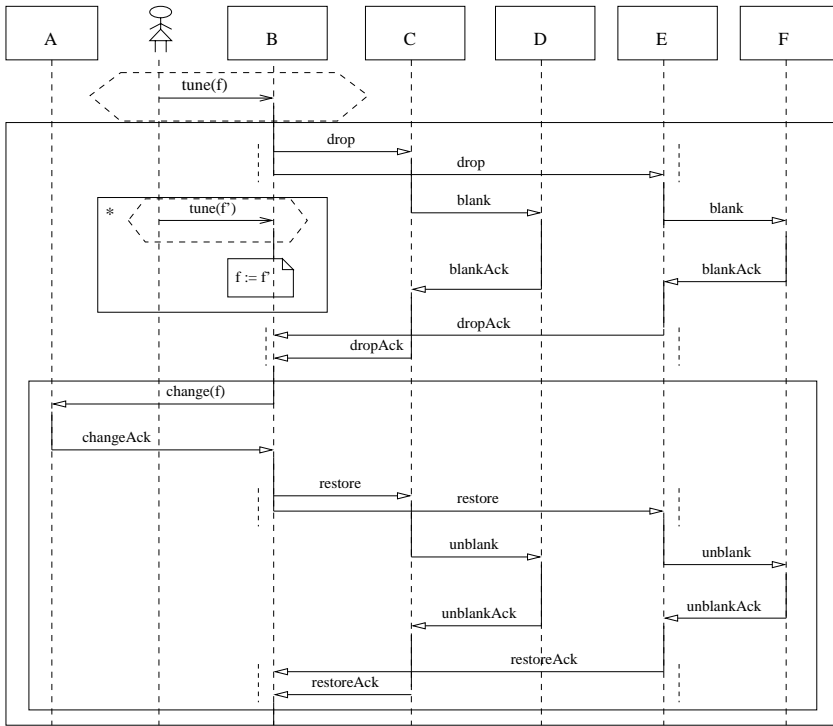 A B C D E F
tune(f)
drop
drop
blank
* tune(f') blank
f := f'
blankAck blankAck
dropAck
dropAck
change(f)
changeAck
restore
restore
unblank
unblank
unblankAck unblankAck
restoreAck
restoreAck